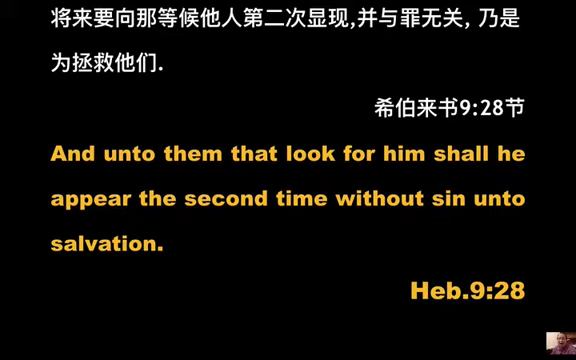 将来要向那等候他人第二次显现,并与罪无关, 乃是
为拯救他们.
希伯来书9:28节
And unto them that look for him shall he
appear the second time without sin unto
salvation.
Heb.9:28